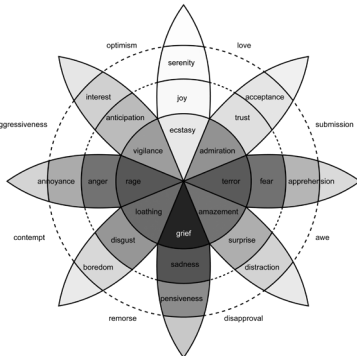 optimism
love
serenity
interest
acceptance
joy
anticipation
trust
ecstasy
aggressiveness
submission
vigilance
admiration
annoyance
anger
rage
terror
fear
apprehension
loathing
amazement
grief
contempt
awe
disgust
surprise
boredom
sadness
distraction
pensiveness
remorse
disapproval